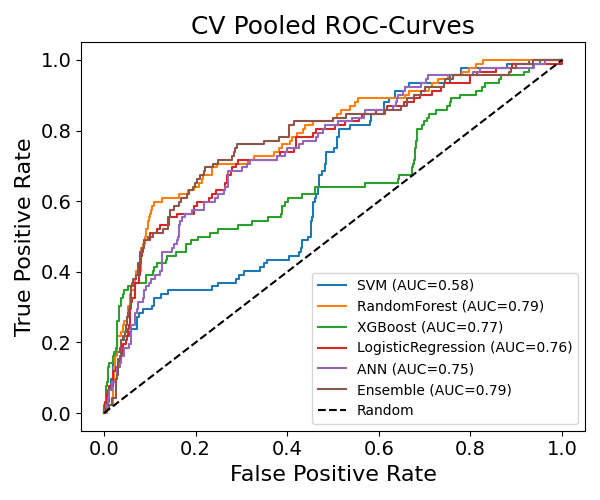 CV Pooled ROC-Curves
True Positive Rate
1.0
0.8
0.6
0.4
0.2
0.0
SVM (AUC=0.58)
RandomForest (AUC=0.79)
XGBoost (AUC=0.77)
LogisticRegression (AUC=0.76)
ANN (AUC=0.75)
Ensemble (AUC=0.79)
Random
0.0 0.2 0.4 0.6 0.8 1.0
False Positive Rate